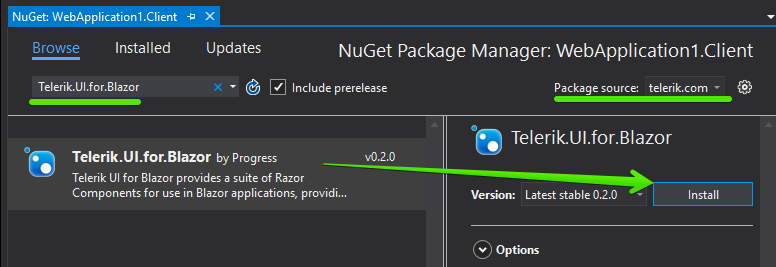 NuGet: WebApplication1.Client
Browse Installed Updates
NuGet Package Manager: WebApplication1.Client
Telerik.UI.for.Blazor
Include prerelease
Package source: telerik.com
Telerik.UI.for.Blazor by Progress v0.2.0
Telerik UI for Blazor provides a suite of Razor
Components for use in Blazor applications, providi...
Telerik.UI.for.Blazor
Version: Latest stable 0.2.0 Install
Options